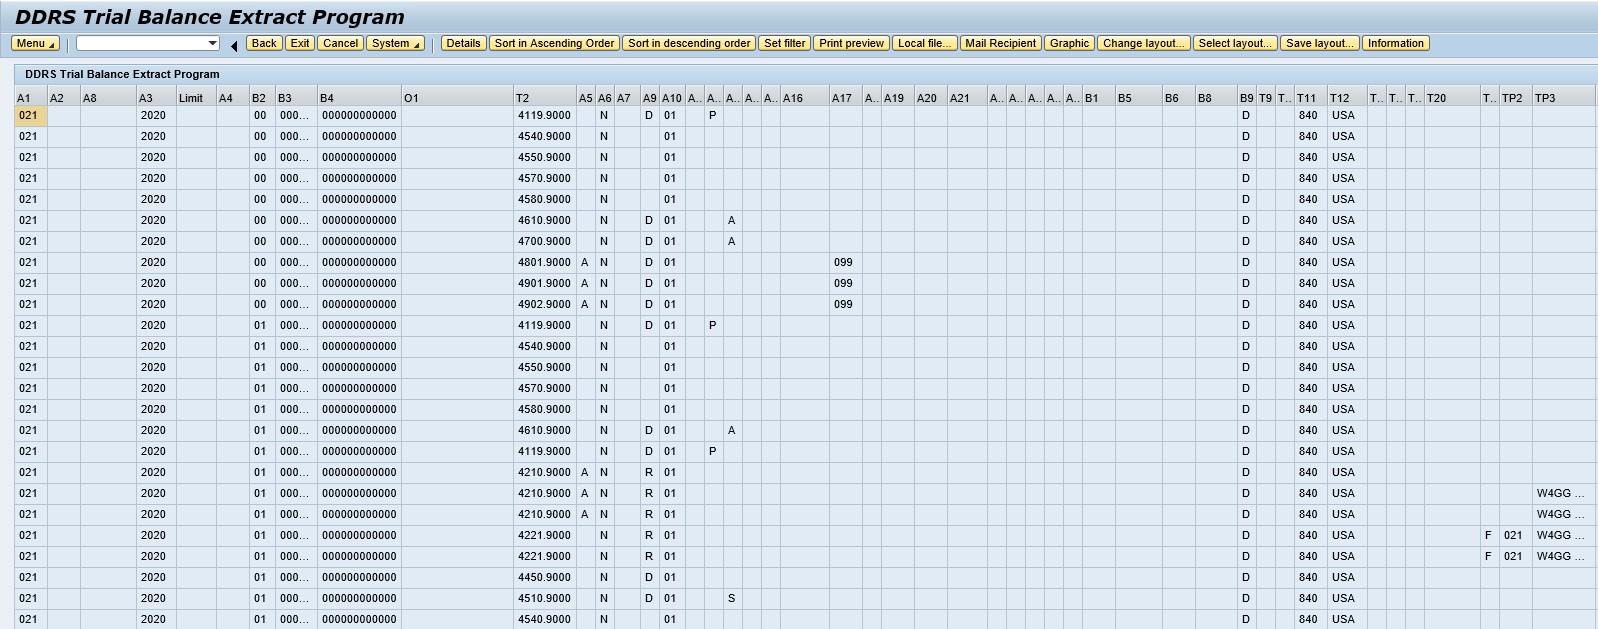 DDRS Trial Balance Extract Program
Menu Back Exit Cancel System Details Sort in Ascending Order Sort in descending order Set filter Print preview Local file... Mail Recipient Graphic Change layout... Select layout... Save layout... Information
DDRS Trial Balance Extract Program
A1 A2 A8 A3 Limit A4 B2 B3 B4 O1 T2 A5 A6 A7 A9 A10 A.. A.. A.. A.. A.. A16 A17 A.. A19 A20 A21 A.. A.. A.. A.. A.. B1 B5 B6 B8 B9 T9 T.. T11 T12 T.. T.. T.. T20 T.. TP2 TP3
021 2020 00 000... 000000000000 4119.9000 N D 01 P D 840 USA
021 2020 00 000... 000000000000 4540.9000 N 01 D 840 USA
021 2020 00 000... 000000000000 4550.9000 N 01 D 840 USA
021 2020 00 000... 000000000000 4570.9000 N 01 D 840 USA
021 2020 00 000... 000000000000 4580.9000 N 01 D 840 USA
021 2020 00 000... 000000000000 4610.9000 N D 01 A D 840 USA
021 2020 00 000... 000000000000 4700.9000 N D 01 A D 840 USA
021 2020 00 000... 000000000000 4801.9000 A N D 01 099 D 840 USA
021 2020 00 000... 000000000000 4901.9000 A N D 01 099 D 840 USA
021 2020 00 000... 000000000000 4902.9000 A N D 01 099 D 840 USA
021 2020 01 000... 000000000000 4119.9000 N D 01 P D 840 USA
021 2020 01 000... 000000000000 4540.9000 N 01 D 840 USA
021 2020 01 000... 000000000000 4550.9000 N 01 D 840 USA
021 2020 01 000... 000000000000 4570.9000 N 01 D 840 USA
021 2020 01 000... 000000000000 4580.9000 N 01 D 840 USA
021 2020 01 000... 000000000000 4610.9000 N D 01 A D 840 USA
021 2020 01 000... 000000000000 4119.9000 N D 01 P D 840 USA
021 2020 01 000... 000000000000 4210.9000 A N R 01 D 840 USA
021 2020 01 000... 000000000000 4210.9000 A N R 01 D 840 USA W4GG ...
021 2020 01 000... 000000000000 4210.9000 A N R 01 D 840 USA W4GG ...
021 2020 01 000... 000000000000 4221.9000 N R 01 D 840 USA F 021 W4GG ...
021 2020 01 000... 000000000000 4221.9000 N R 01 D 840 USA F 021 W4GG ...
021 2020 01 000... 000000000000 4450.9000 N D 01 D 840 USA
021 2020 01 000... 000000000000 4510.9000 N D 01 S D 840 USA
021 2020 01 000... 000000000000 4540.9000 N 01 D 840 USA